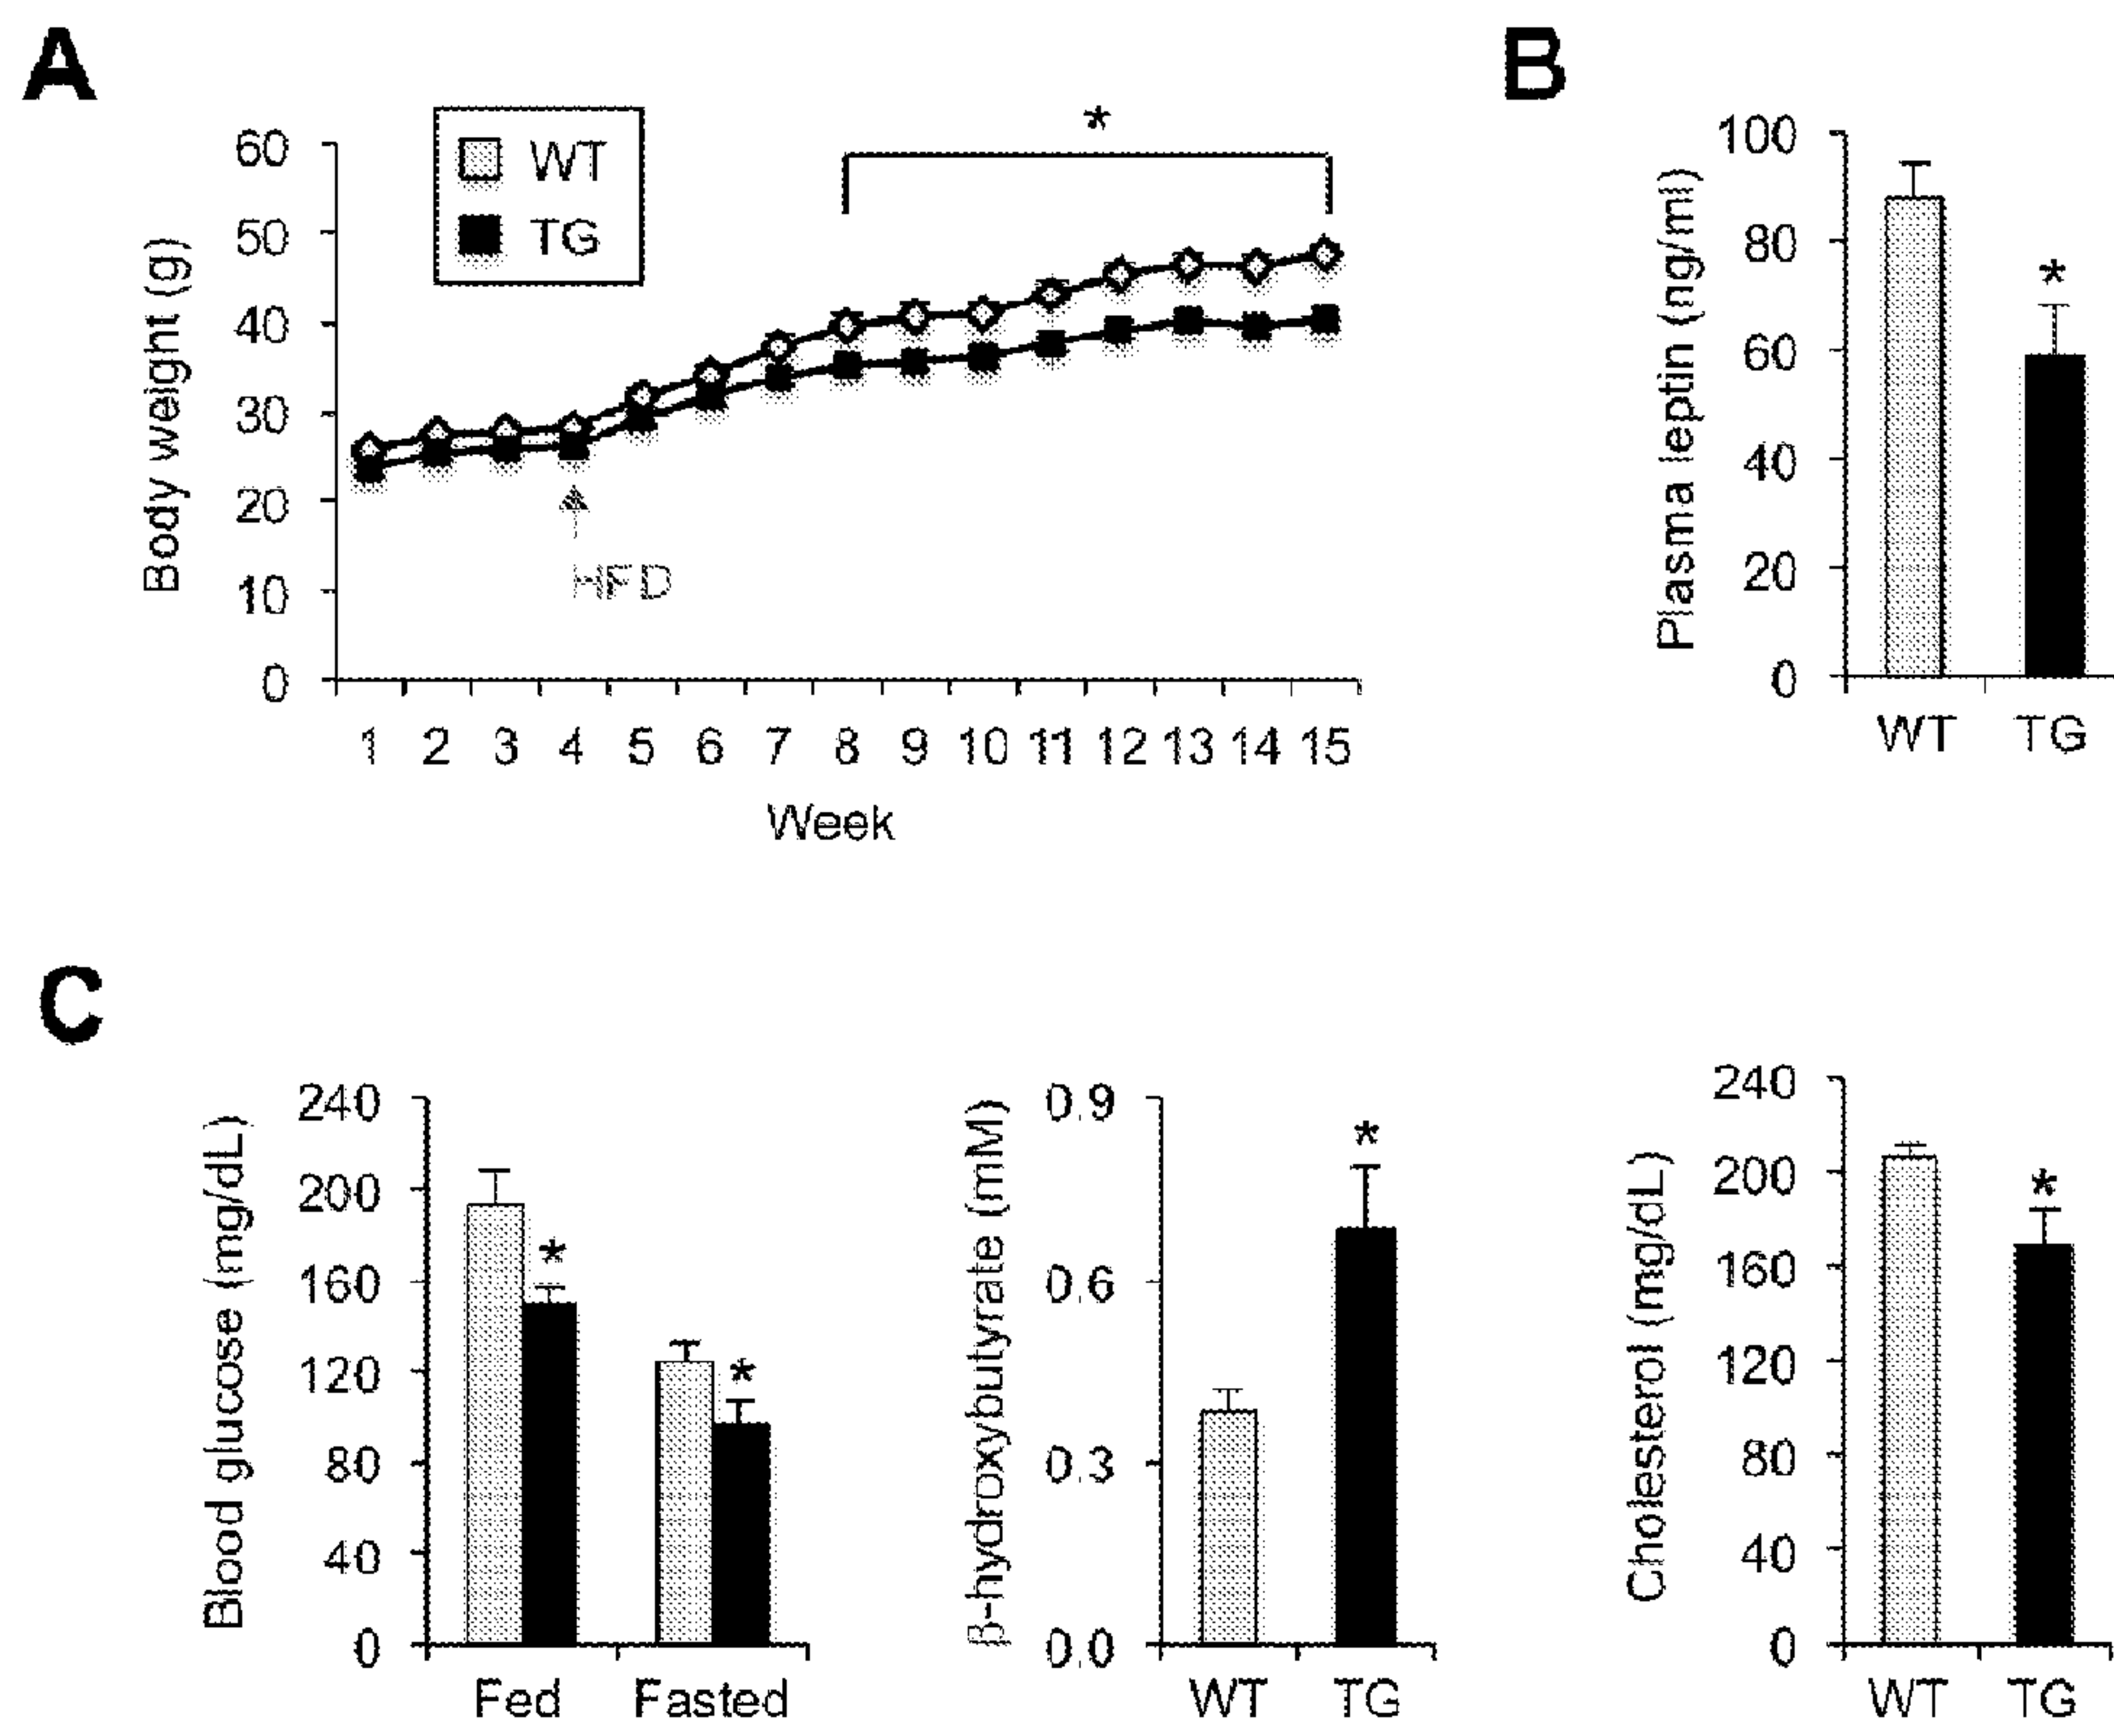 A
60
50
40
30
20
10
0
Body weight (g)
WT
TG
*
HFD
1 2 3 4 5 6 7 8 9 10 11 12 13 14 15
Week
B
100
80
60
40
20
0
Plasma leptin (ng/ml)
*
WT TG
C
240
200
160
120
80
40
0
Blood glucose (mg/dL)
*
*
Fed Fasted
0.9
0.6
0.3
0.0
β-hydroxybutyrate (mM)
*
WT TG
240
200
160
120
80
40
0
Cholesterol (mg/dL)
*
WT TG